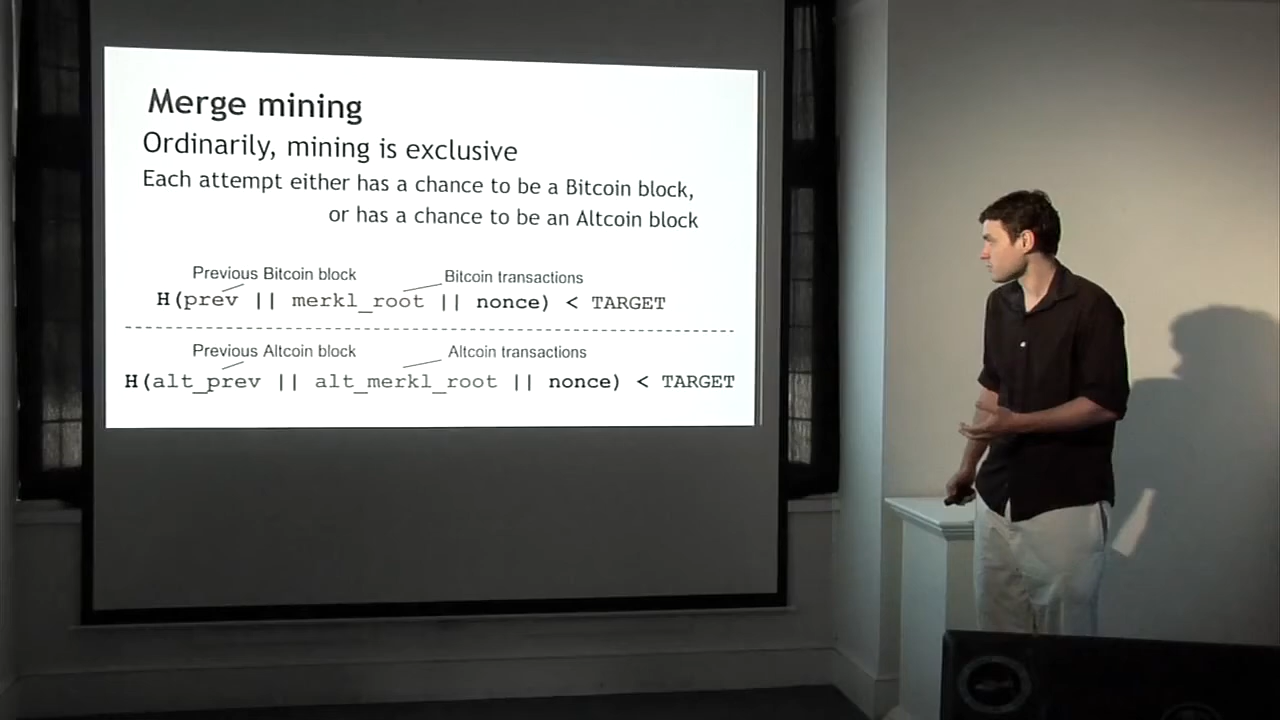 Merge mining
Ordinarily, mining is exclusive
Each attempt either has a chance to be a Bitcoin block,
or has a chance to be an Altcoin block
Previous Bitcoin block
Bitcoin transactions
H(prev || merkl_root || nonce) < TARGET
Previous Altcoin block
Altcoin transactions
H(alt_prev || alt_merkl_root || nonce) < TARGET